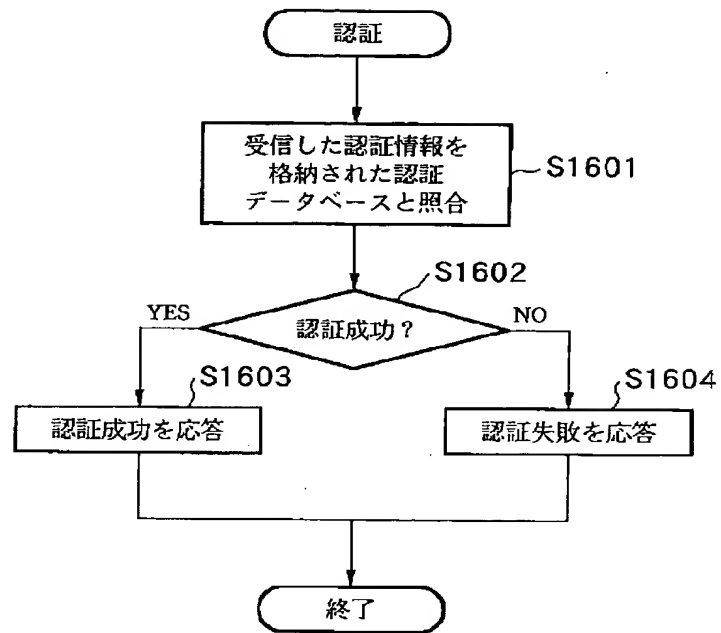 認証
受信した認証情報を
格納された認証
データベースと照合
S1601
S1602
認証成功？
YES
NO
S1603
S1604
認証成功を応答
認証失敗を応答
終了